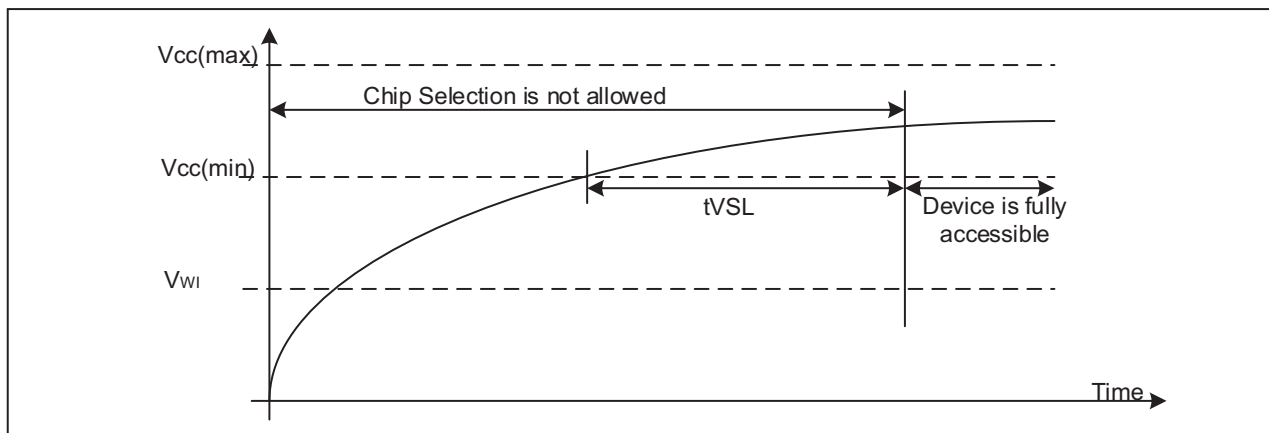 Vcc(max)
Chip Selection is not allowed
Vcc(min)
tVSL
Device is fully
accessible
VWI
Time